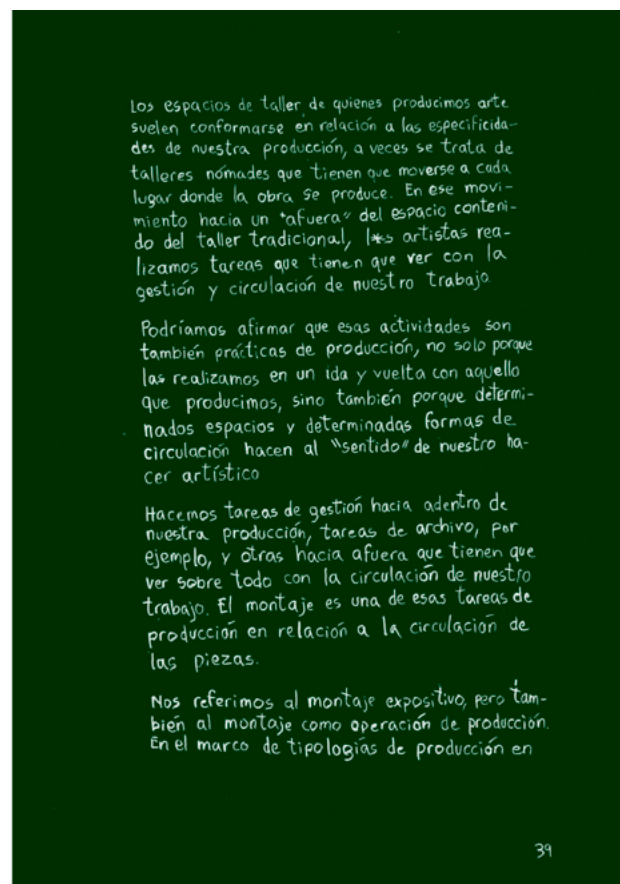 Los espacios de taller de quienes producimos arte
suelen conformarse en relación a las especificida-
des de nuestra producción, a veces se trata de
talleres nómades que tienen que moverse a cada
lugar donde la obra se produce. En ese movi-
miento hacia un "afuera" del espacio conteni-
do del taller tradicional, l*s artistas rea-
lizamos tareas que tienen que ver con la
gestión y circulación de nuestro trabajo
Podríamos afirmar que esas actividades son
también prácticas de producción, no solo porque
las realizamos en un ida y vuelta con aquello
que producimos, sino también porque determi-
nados espacios y determinadas formas de
circulación hacen al "sentido" de nuestro ha-
cer artístico
Hacemos tareas de gestión hacia adentro de
nuestra producción, tareas de archivo, por
ejemplo, y otras hacia afuera que tienen que
ver sobre todo con la circulación de nuestro
trabajo. El montaje es una de esas tareas de
producción en relación a la circulación de
las piezas.
Nos referimos al montaje expositivo, pero tam-
bién al montaje como operación de producción.
En el marco de tipologías de producción en
39